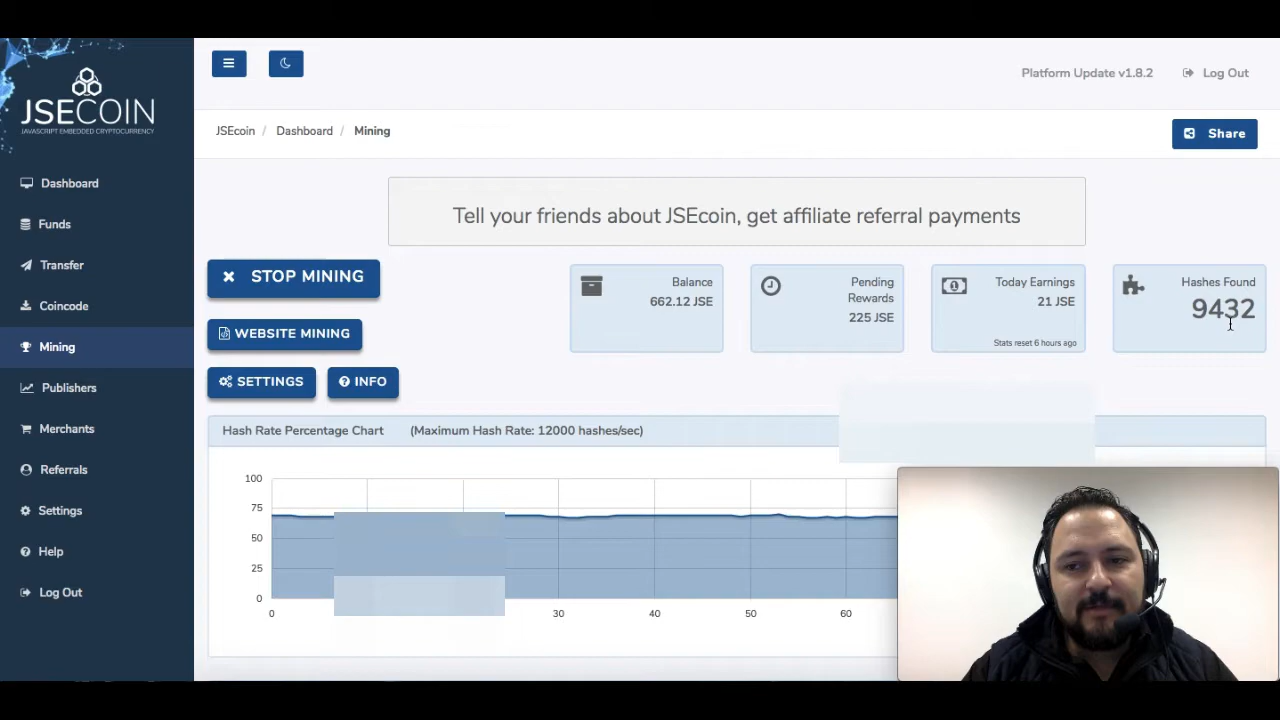 Platform Update v1.8.2
Log Out
JSECOIN
JAVASCRIPT EMBEDDED CRYPTOCURRENCY
JSEcoin / Dashboard / Mining
Share
Dashboard
Funds
Transfer
Coincode
Mining
Publishers
Merchants
Referrals
Settings
Help
Log Out
Tell your friends about JSEcoin, get affiliate referral payments
STOP MINING
WEBSITE MINING
SETTINGS
INFO
Balance
662.12 JSE
Pending
Rewards
225 JSE
Today Earnings
21 JSE
Stats reset 6 hours ago
Hashes Found
9432
Hash Rate Percentage Chart (Maximum Hash Rate: 12000 hashes/sec)
100
75
50
25
0
0 30 40 50 60